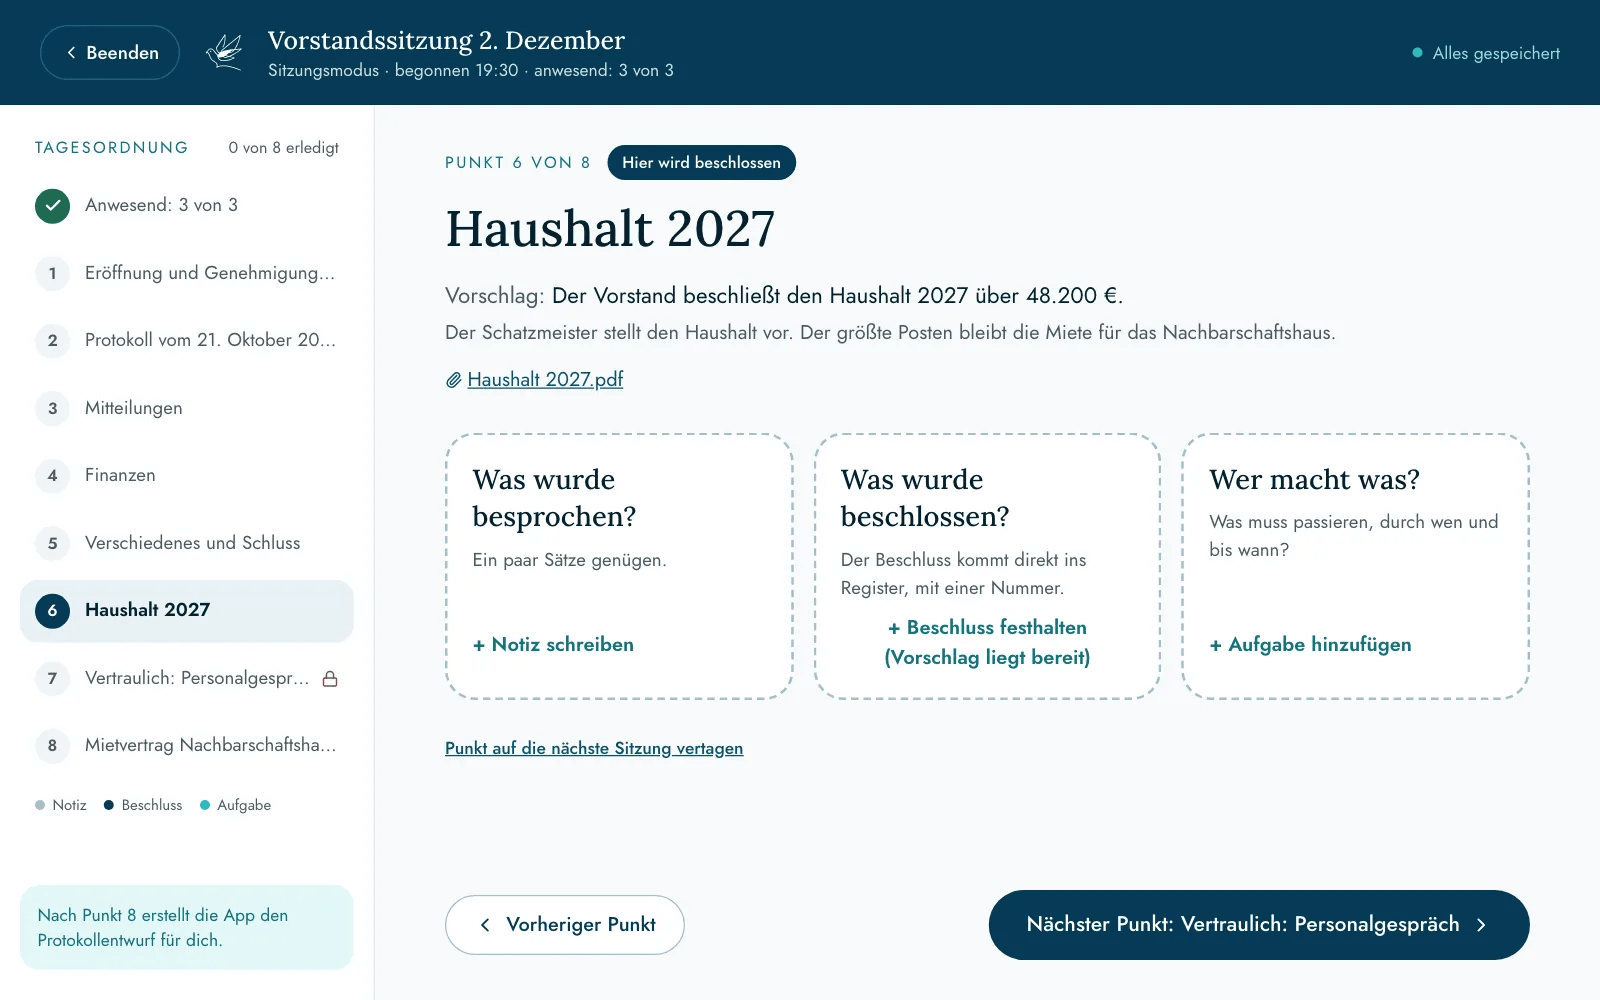 Beenden
Vorstandssitzung 2. Dezember
Sitzungsmodus · begonnen 19:30 · anwesend: 3 von 3
Alles gespeichert
TAGESORDNUNG
0 von 8 erledigt
Anwesend: 3 von 3
1 Eröffnung und Genehmigung...
2 Protokoll vom 21. Oktober 20...
3 Mitteilungen
4 Finanzen
5 Verschiedenes und Schluss
6 Haushalt 2027
7 Vertraulich: Personalgespr...
8 Mietvertrag Nachbarschaftsha...
Notiz
Beschluss
Aufgabe
Nach Punkt 8 erstellt die App den
Protokollentwurf für dich.
PUNKT 6 VON 8
Hier wird beschlossen
Haushalt 2027
Vorschlag: Der Vorstand beschließt den Haushalt 2027 über 48.200 €.
Der Schatzmeister stellt den Haushalt vor. Der größte Posten bleibt die Miete für das Nachbarschaftshaus.
Haushalt 2027.pdf
Was wurde
besprochen?
Ein paar Sätze genügen.
+ Notiz schreiben
Was wurde
beschlossen?
Der Beschluss kommt direkt ins
Register, mit einer Nummer.
+ Beschluss festhalten
(Vorschlag liegt bereit)
Wer macht was?
Was muss passieren, durch wen und
bis wann?
+ Aufgabe hinzufügen
Punkt auf die nächste Sitzung vertagen
Vorheriger Punkt
Nächster Punkt: Vertraulich: Personalgespräch